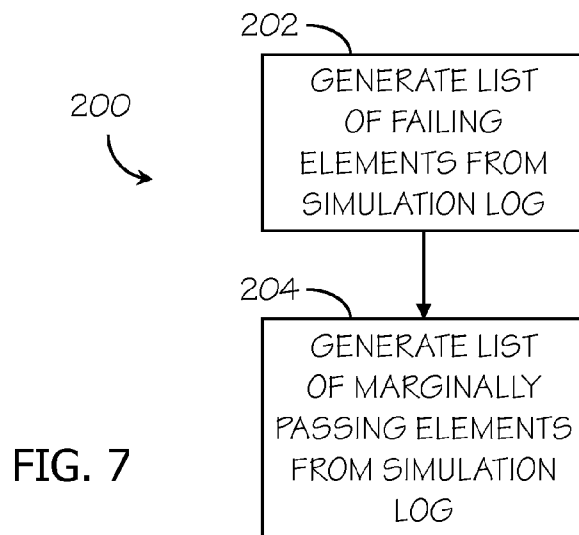 202
GENERATE LIST
OF FAILING
ELEMENTS FROM
SIMULATION LOG
200
204
GENERATE LIST
OF MARGINALLY
PASSING ELEMENTS
FROM SIMULATION
LOG
FIG. 7